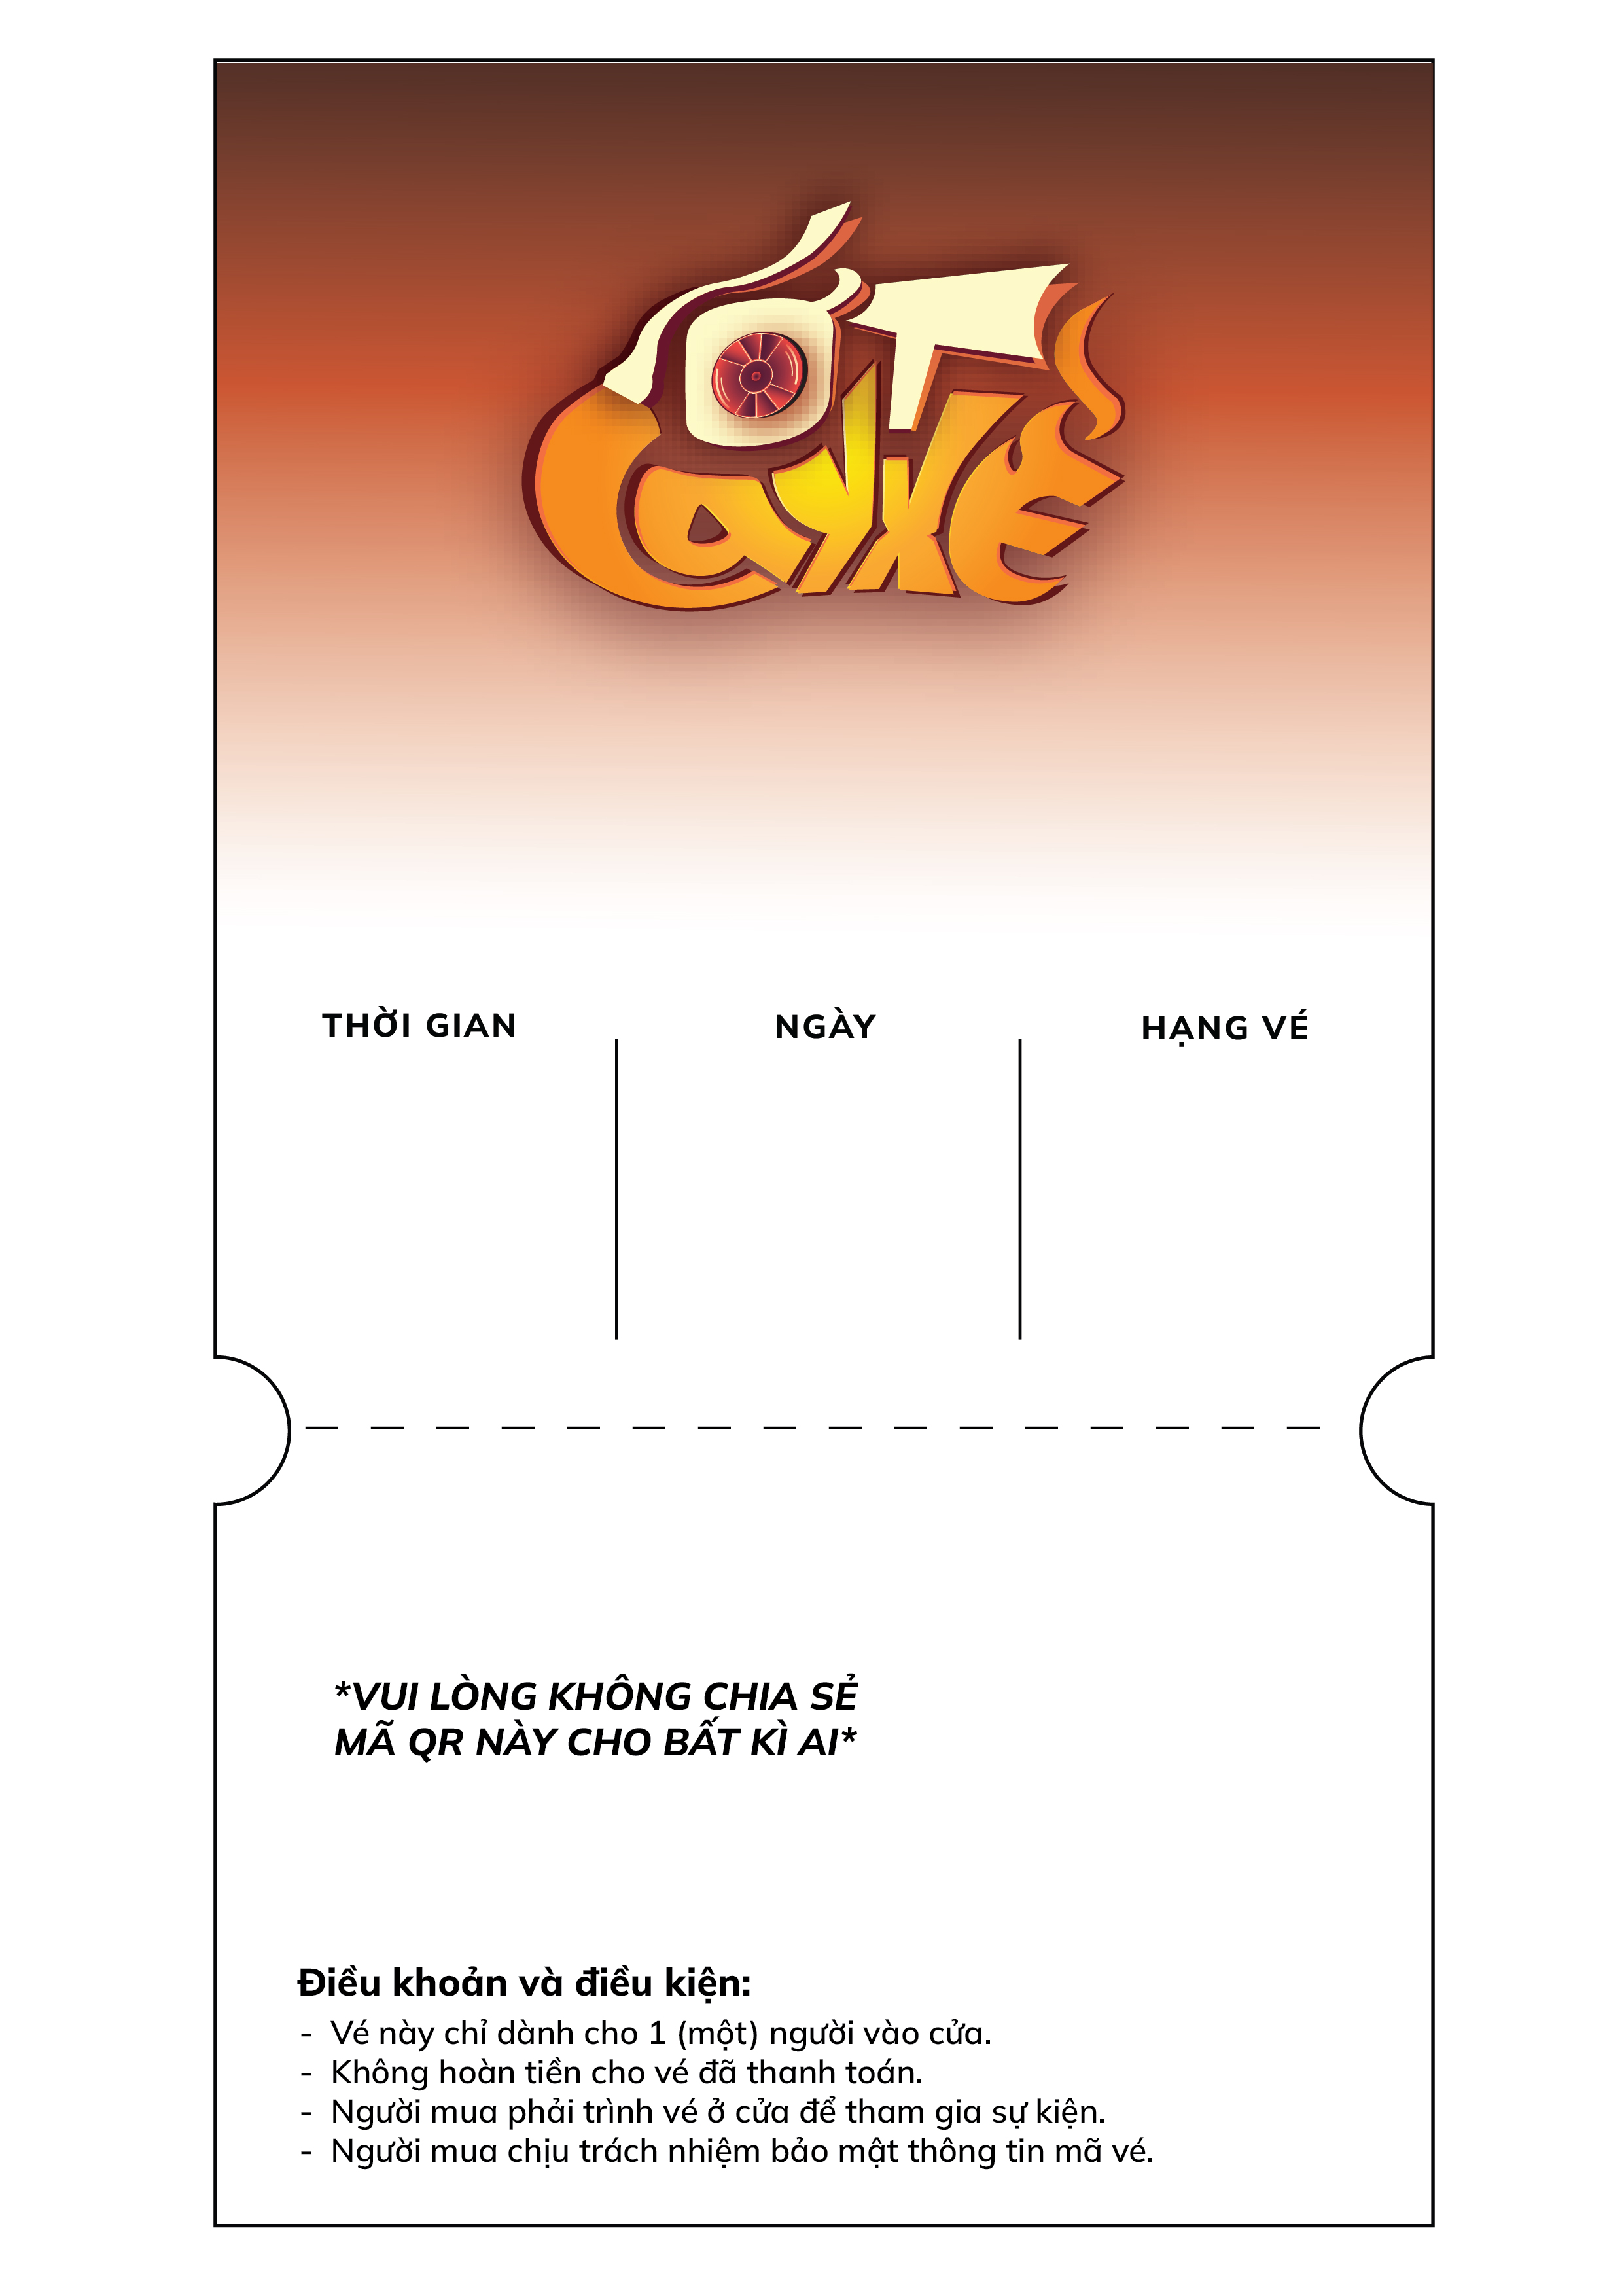 ỚT
CAY XÈ
THỜI GIAN
NGÀY
HẠNG VÉ
*VUI LÒNG KHÔNG CHIA SẺ
MÃ QR NÀY CHO BẤT KÌ AI*
Điều khoản và điều kiện:
- Vé này chỉ dành cho 1 (một) người vào cửa.
- Không hoàn tiền cho vé đã thanh toán.
- Người mua phải trình vé ở cửa để tham gia sự kiện.
- Người mua chịu trách nhiệm bảo mật thông tin mã vé.